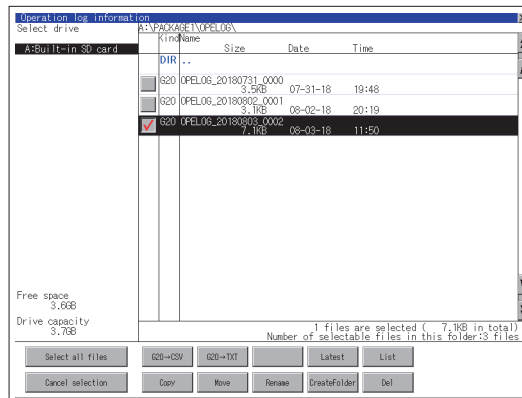 Operation log information
Select drive
A:\PACKAGE1\OPELOG\
Kind Name
Size Date Time
A:Built-in SD card
DIR ..
G20 OPELOG_20180731_0000
3.5KB 07-31-18 19:48
G20 OPELOG_20180802_0001
3.1KB 08-02-18 20:19
G20 OPELOG_20180803_0002
7.1KB 08-03-18 11:50
Free space
3.6GB
Drive capacity
3.7GB
1 files are selected ( 7.1KB in total)
Number of selectable files in this folder:3 files
Select all files G20→CSV G20→TXT Latest List
Cancel selection Copy Move Rename CreateFolder Del